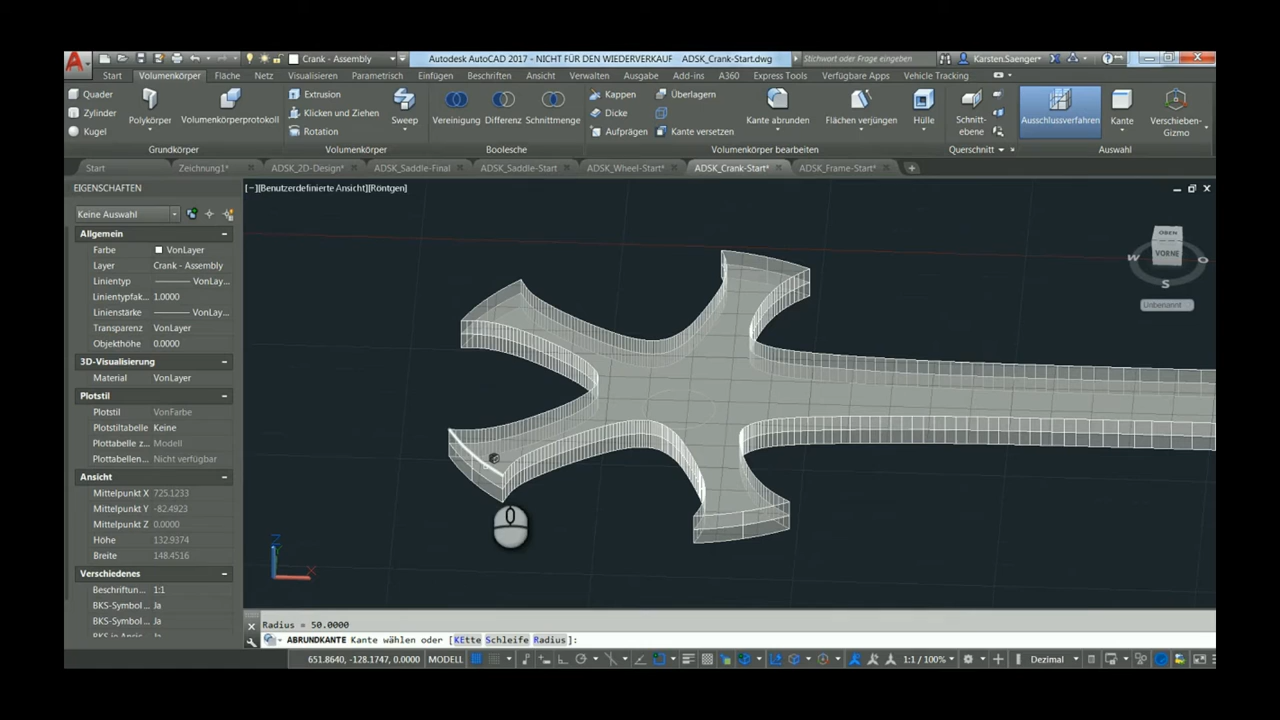 Crank - Assembly
Autodesk AutoCAD 2017 - NICHT FÜR DEN WIEDERVERKAUF ADSK_Crank-Start.dwg
Stichwort oder Frage eingeben
Karsten.Saenger...
Start Volumenkörper Fläche Netz Visualisieren Parametrisch Einfügen Beschriften Ansicht Verwalten Ausgabe Add-ins A360 Express Tools Verfügbare Apps Vehicle Tracking
Quader
Zylinder
Kugel
Polykörper
Volumenkörperprotokoll
Extrusion
Klicken und Ziehen
Rotation
Sweep
Vereinigung
Differenz
Schnittmenge
Kappen
Dicke
Aufprägen
Überlagern
Kante versetzen
Kante abrunden
Flächen verjüngen
Hülle
Schnitt-
ebene
Ausschlussverfahren
Kante
Verschieben-
Gizmo
Grundkörper Volumenkörper Boolesche Volumenkörper bearbeiten Querschnitt Auswahl
Start Zeichnung1* ADSK_2D-Design* ADSK_Saddle-Final ADSK_Saddle-Start ADSK_Wheel-Start* ADSK_Crank-Start* ADSK_Frame-Start*
EIGENSCHAFTEN
[−][Benutzerdefinierte Ansicht][Röntgen]
Keine Auswahl
Allgemein
Farbe VonLayer
Layer Crank - Assembly
Linientyp VonLay...
Linientypfak... 1.0000
Linienstärke VonLay...
Transparenz VonLayer
Objekthöhe 0.0000
3D-Visualisierung
Material VonLayer
Plotstil
Plotstil VonFarbe
Plotstiltabelle Keine
Plottabelle z... Modell
Plottabellen... Nicht verfügbar
Ansicht
Mittelpunkt X 725.1233
Mittelpunkt Y -82.4923
Mittelpunkt Z 0.0000
Höhe 132.9374
Breite 148.4516
Verschiedenes
Beschriftun... 1:1
BKS-Symbol ... Ja
BKS-Symbol ... Ja
OBEN
VORNE
W
O
S
Unbenannt
Z
X
Radius = 50.0000
ABRUNDKANTE Kante wählen oder [KEtte Schleife Radius]:
651.8640, -128.1747, 0.0000 MODELL 1:1 / 100% Dezimal